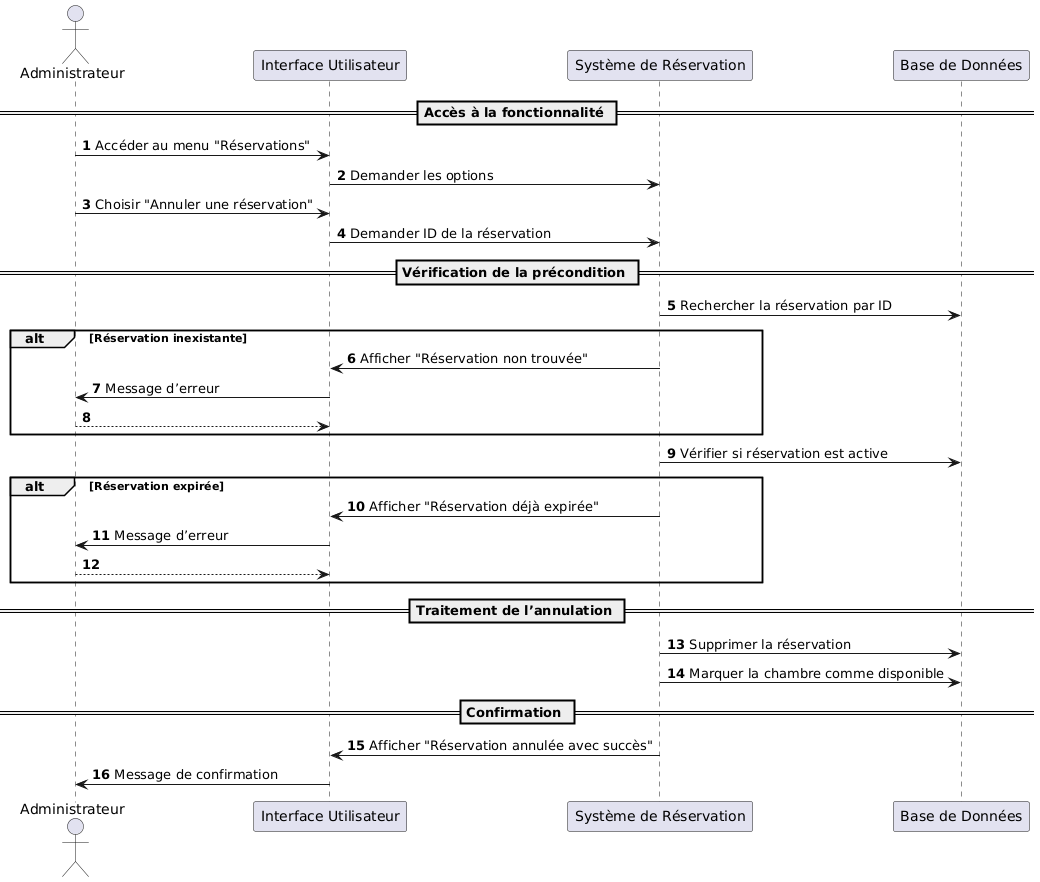 Administrateur
Interface Utilisateur
Système de Réservation
Base de Données
Accès à la fonctionnalité
1 Accéder au menu "Réservations"
2 Demander les options
3 Choisir "Annuler une réservation"
4 Demander ID de la réservation
Vérification de la précondition
5 Rechercher la réservation par ID
alt [Réservation inexistante]
6 Afficher "Réservation non trouvée"
7 Message d’erreur
8
9 Vérifier si réservation est active
alt [Réservation expirée]
10 Afficher "Réservation déjà expirée"
11 Message d’erreur
12
Traitement de l’annulation
13 Supprimer la réservation
14 Marquer la chambre comme disponible
Confirmation
15 Afficher "Réservation annulée avec succès"
16 Message de confirmation
Administrateur
Interface Utilisateur
Système de Réservation
Base de Données